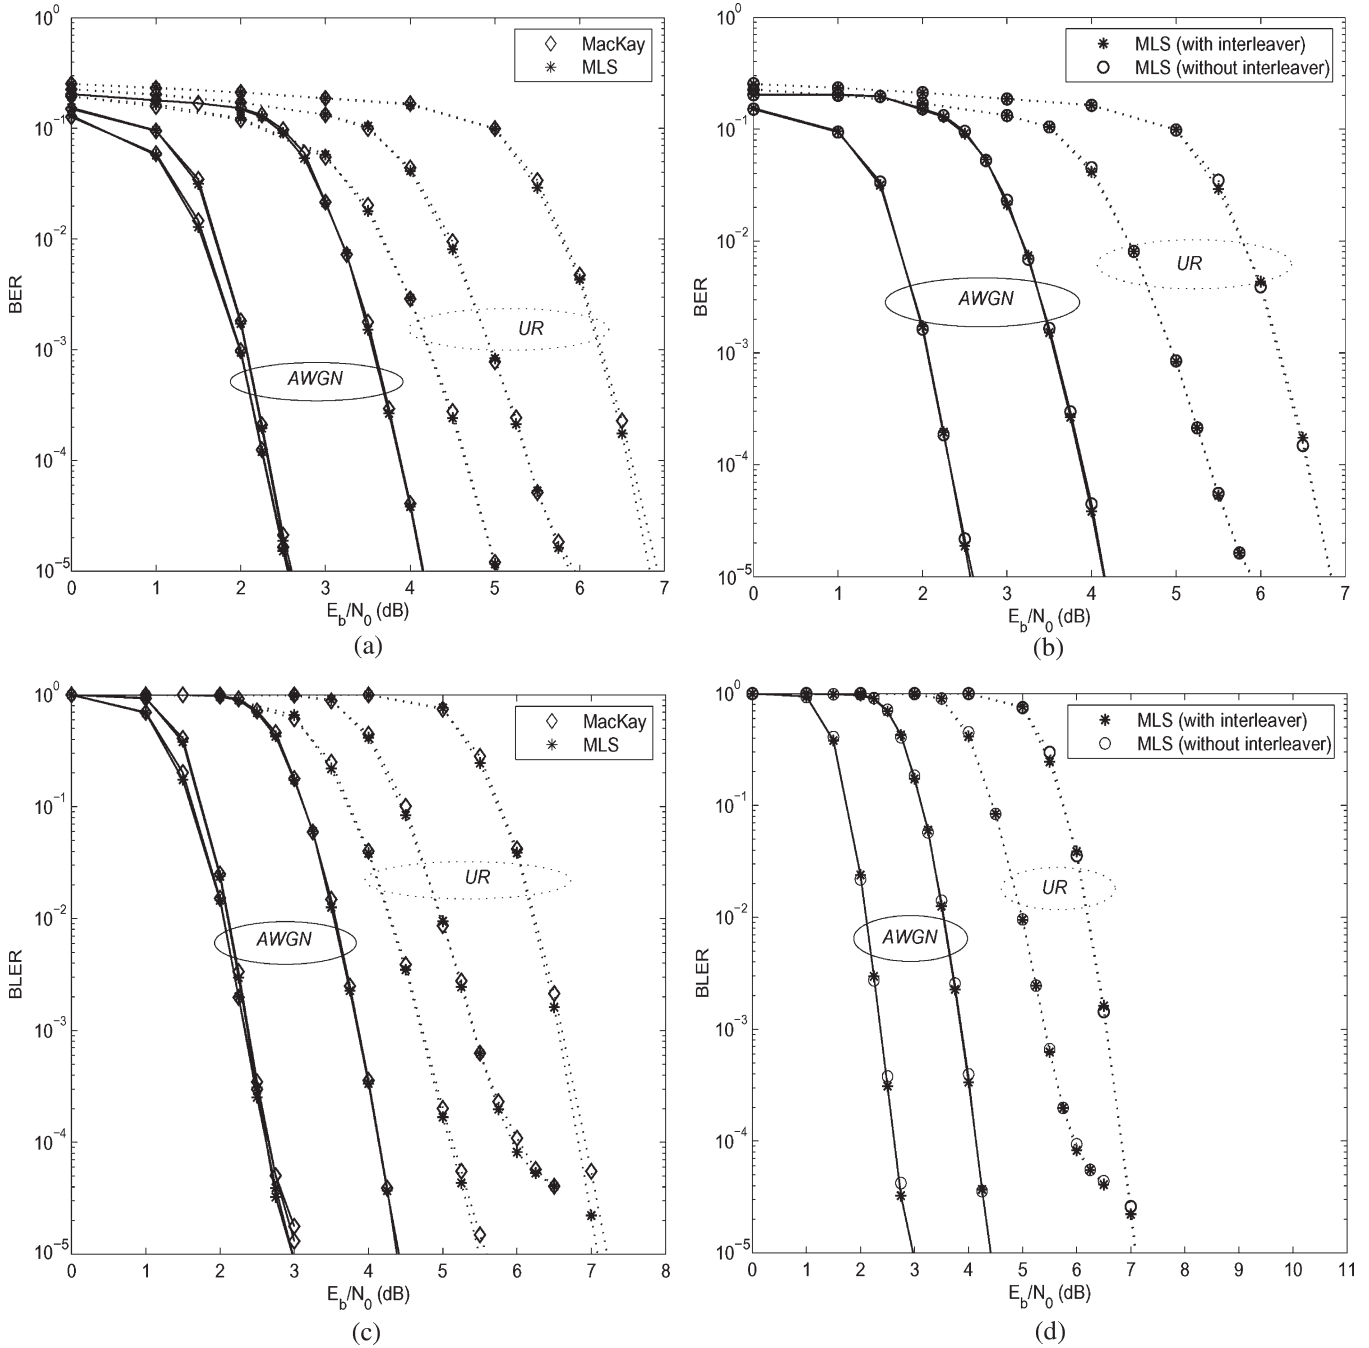 MacKay
MLS
10^0
10^-1
10^-2
10^-3
10^-4
10^-5
BER
AWGN
UR
0 1 2 3 4 5 6 7
E_b/N_0 (dB)
(a)
MLS (with interleaver)
MLS (without interleaver)
10^0
10^-1
10^-2
10^-3
10^-4
10^-5
BER
UR
AWGN
0 1 2 3 4 5 6 7
E_b/N_0 (dB)
(b)
MacKay
MLS
10^0
10^-1
10^-2
10^-3
10^-4
10^-5
BLER
UR
AWGN
0 1 2 3 4 5 6 7 8
E_b/N_0 (dB)
(c)
MLS (with interleaver)
MLS (without interleaver)
10^0
10^-1
10^-2
10^-3
10^-4
10^-5
BLER
UR
AWGN
0 1 2 3 4 5 6 7 8 9 10 11
E_b/N_0 (dB)
(d)